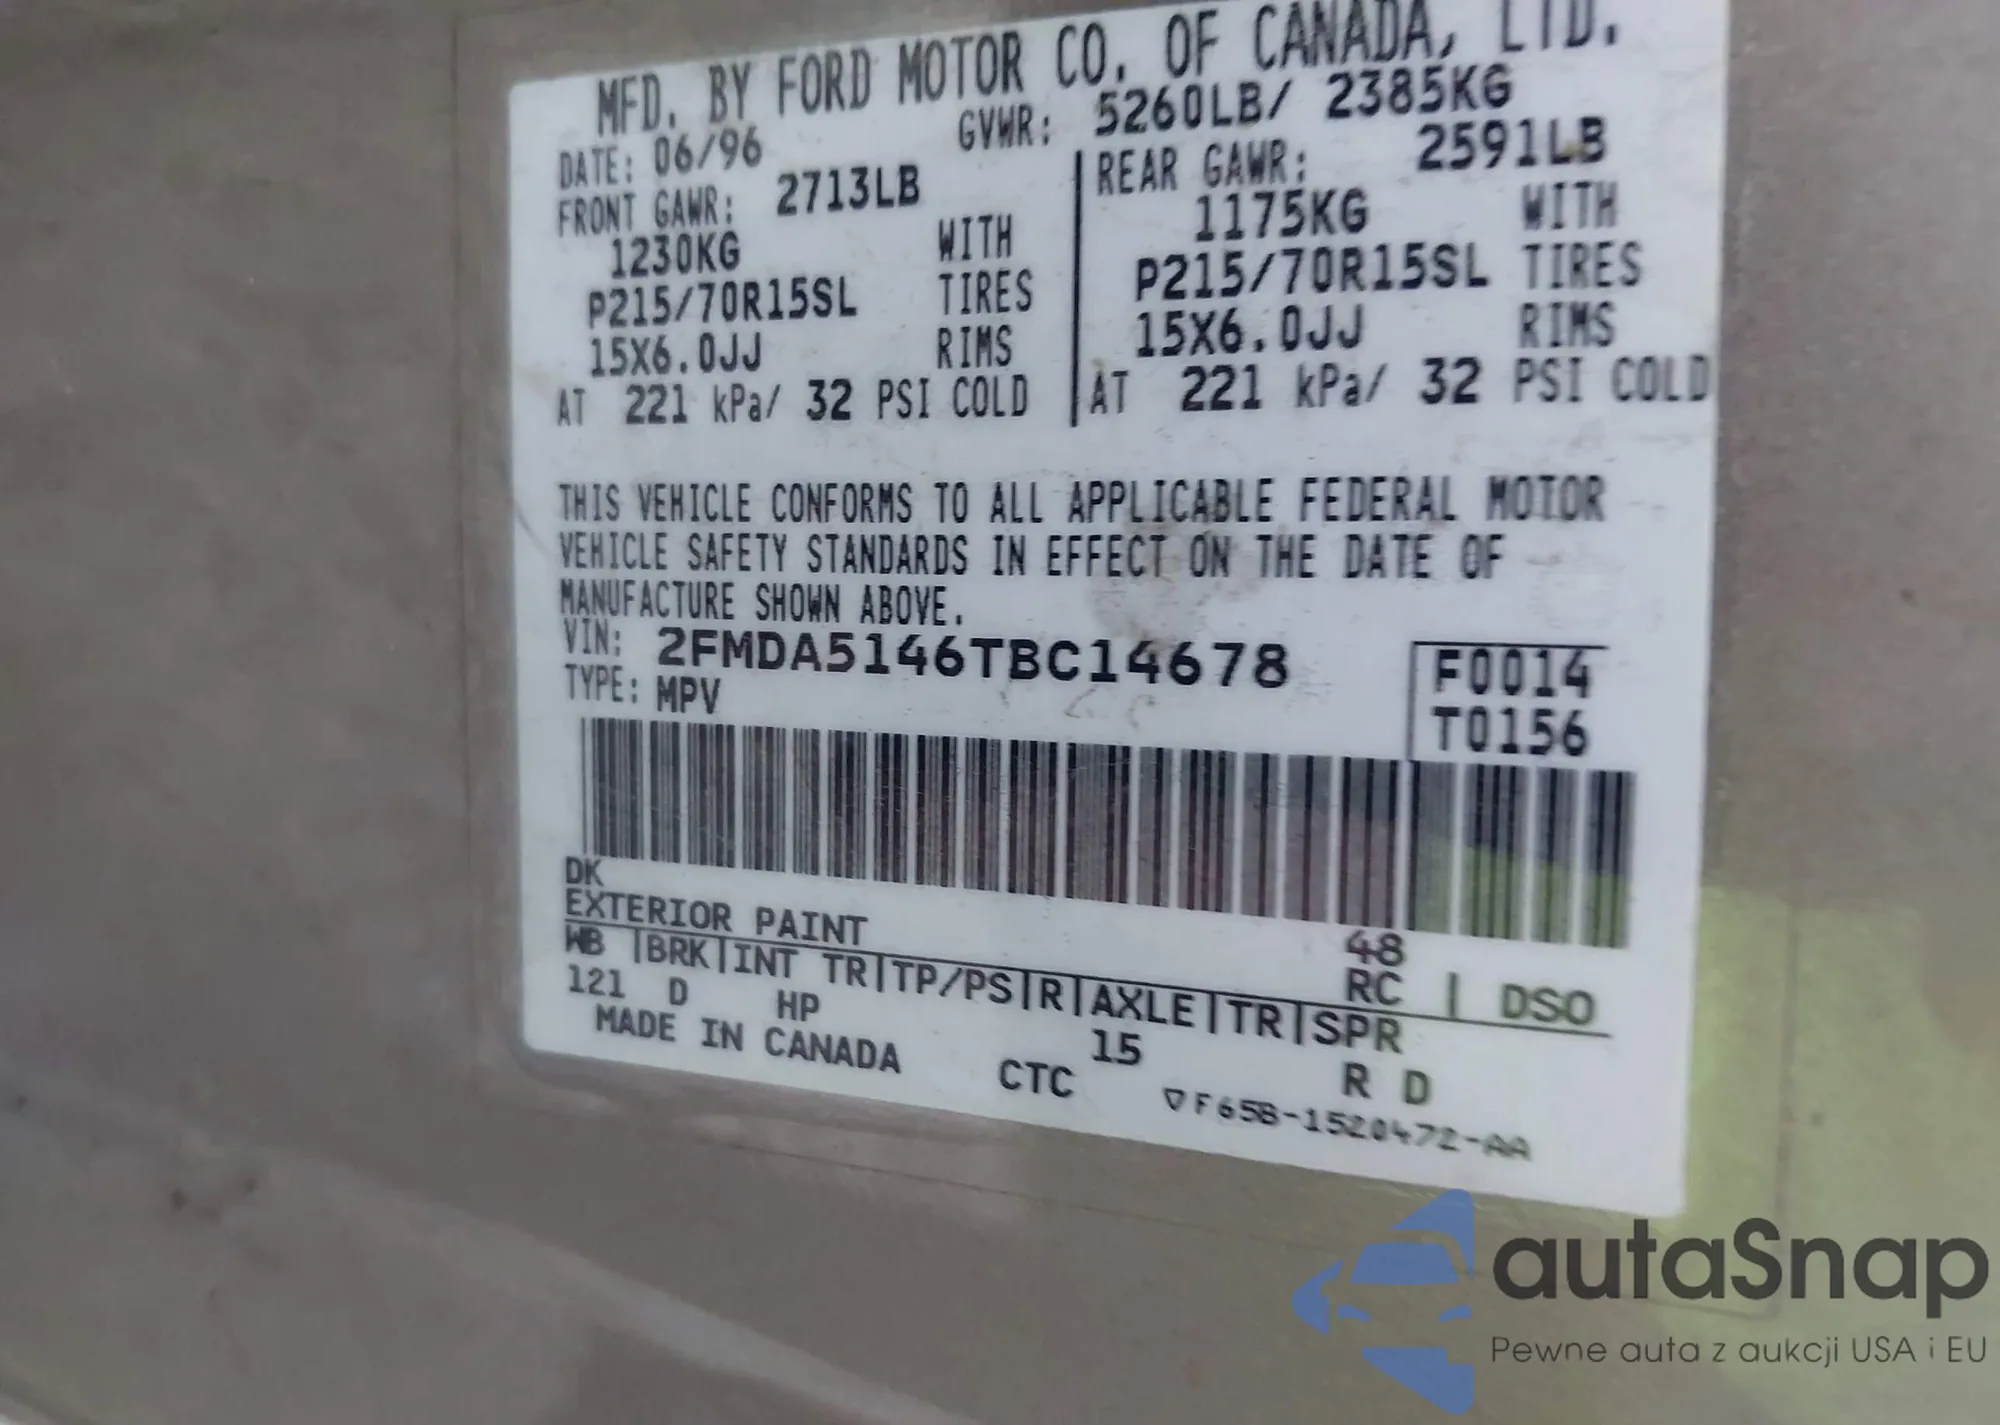 MFD. BY FORD MOTOR CO. OF CANADA, LTD.
DATE: 06/96 GVWR: 5260LB/ 2385KG
FRONT GAWR: 2713LB REAR GAWR: 2591LB
1230KG WITH 1175KG WITH
P215/70R15SL TIRES P215/70R15SL TIRES
15X6.0JJ RIMS 15X6.0JJ RIMS
AT 221 kPa/ 32 PSI COLD AT 221 kPa/ 32 PSI COLD
THIS VEHICLE CONFORMS TO ALL APPLICABLE FEDERAL MOTOR
VEHICLE SAFETY STANDARDS IN EFFECT ON THE DATE OF
MANUFACTURE SHOWN ABOVE.
VIN: 2FMDA5146TBC14678 F0014
TYPE: MPV T0156
DK
EXTERIOR PAINT 48 RC | DSO
WB |BRK|INT TR|TP/PS|R|AXLE|TR|SPR
121 D HP 15 R D
MADE IN CANADA CTC ▽F65B-1520472-AA
autaSnap
Pewne auta z aukcji USA i EU